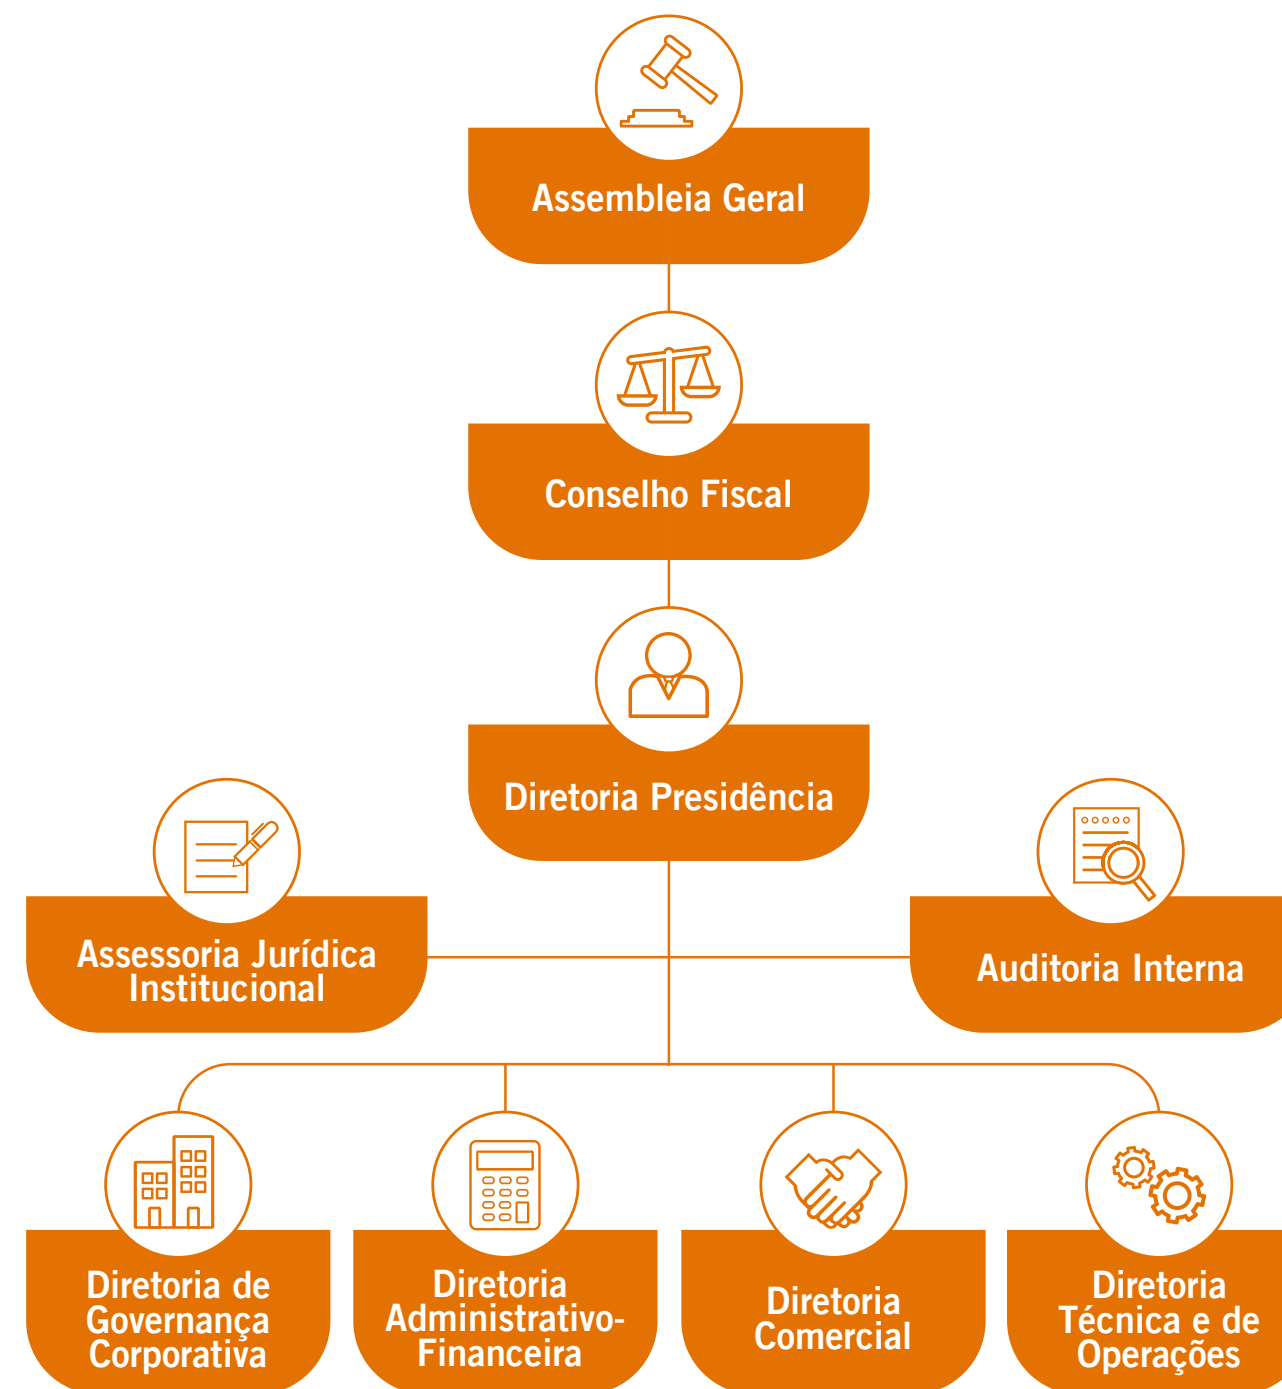 Assembleia Geral
Conselho Fiscal
Diretoria Presidência
Assessoria Jurídica
Institucional
Auditoria Interna
Diretoria de
Governança
Corporativa
Diretoria
Administrativo-
Financeira
Diretoria
Comercial
Diretoria
Técnica e de
Operações